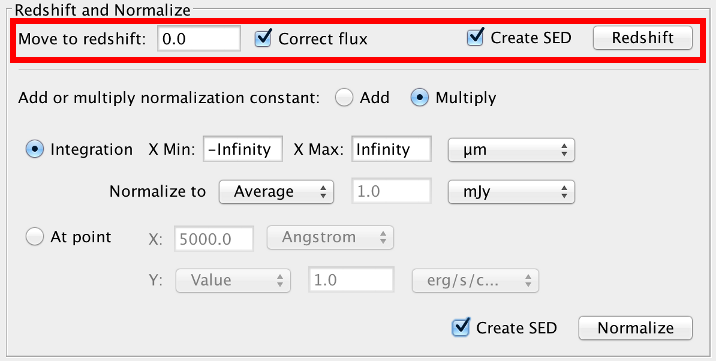 Redshift and Normalize
Move to redshift: 0.0 Correct flux Create SED Redshift
Add or multiply normalization constant: Add Multiply
Integration X Min: -Infinity X Max: Infinity µm
Normalize to Average 1.0 mJy
At point X: 5000.0 Angstrom
Y: Value 1.0 erg/s/c...
Create SED Normalize